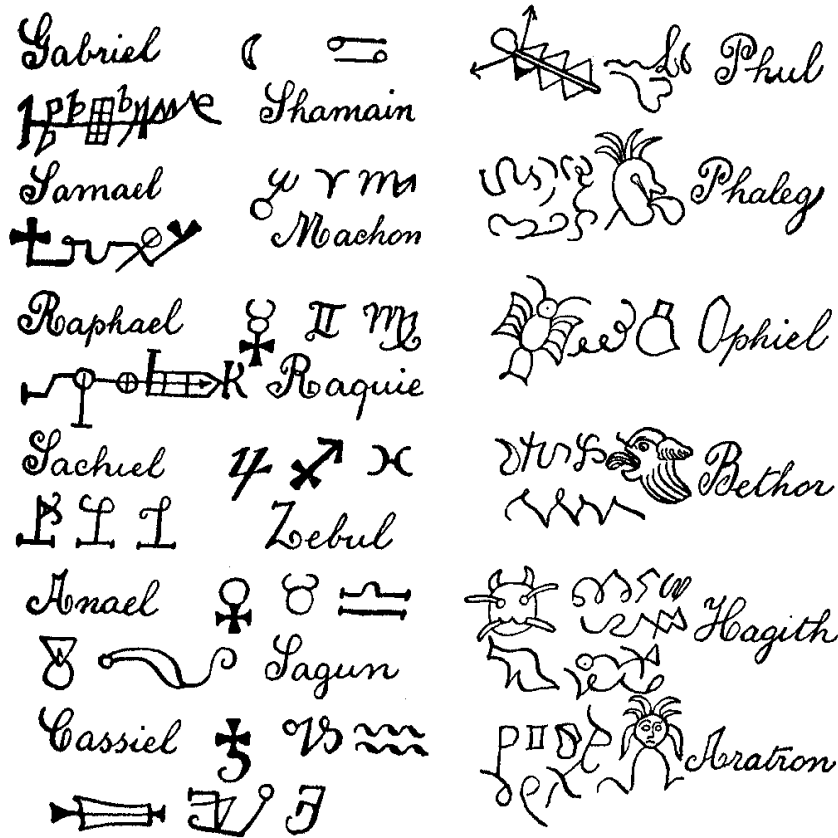 Gabriel ☾ ♋ Phul
Shamain
Samael ♂ ♈ ♏ Phaleg
Machon
Raphael ☿ ♊ ♍ Ophiel
Raquie
Sachiel ♃ ♐ ♓ Bethor
Zebul
Anael ♀ ♉ ♎ Hagith
Sagun
Cassiel ♄ ♑ ♒ Aratron